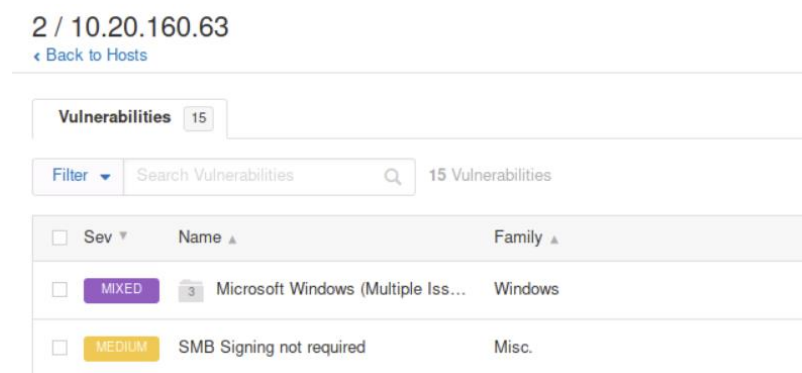 2 / 10.20.160.63
‹ Back to Hosts
Vulnerabilities 15
Filter Search Vulnerabilities 15 Vulnerabilities
Sev Name Family
MIXED 3 Microsoft Windows (Multiple Iss... Windows
MEDIUM SMB Signing not required Misc.